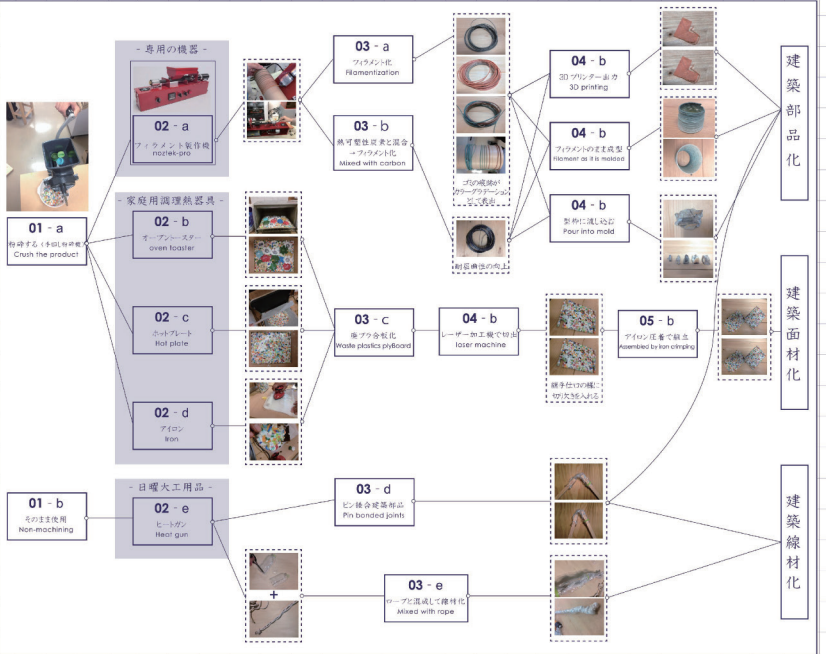 - 専用の機器 -
02 - a
フィラメント製作機
noztek-pro
03 - a
フィラメント化
Filamentization
03 - b
熱可塑性炭素と混合
→フィラメント化
Mixed with carbon
ゴミの痕跡が
カラーグラデーション
として表出
耐屈曲性の向上
04 - b
3Dプリンター出力
3D printing
04 - b
フィラメントのまま成型
filament as it is molded
04 - b
型枠に流し込む
Pour into mold
建築部品化
01 - a
粉砕する (手回し粉砕機)
Crush the product
- 家庭用調理熱器具 -
02 - b
オーブントースター
oven toaster
02 - c
ホットプレート
Hot plate
02 - d
アイロン
Iron
03 - c
廃プラ合板化
Waste plastics plyBoard
04 - b
レーザー加工機で切出
laser machine
継手仕口の様に
切り欠きを入れる
05 - b
アイロン圧着で組立
Assembled by Iron crimping
建築面材化
01 - b
そのまま使用
Non-machining
- 日曜大工用品 -
02 - e
ヒートガン
Heat gun
03 - d
ピン接合建築部品
Pin bonded joints
+
03 - e
ロープと混成して線材化
Mixed with rope
建築線材化